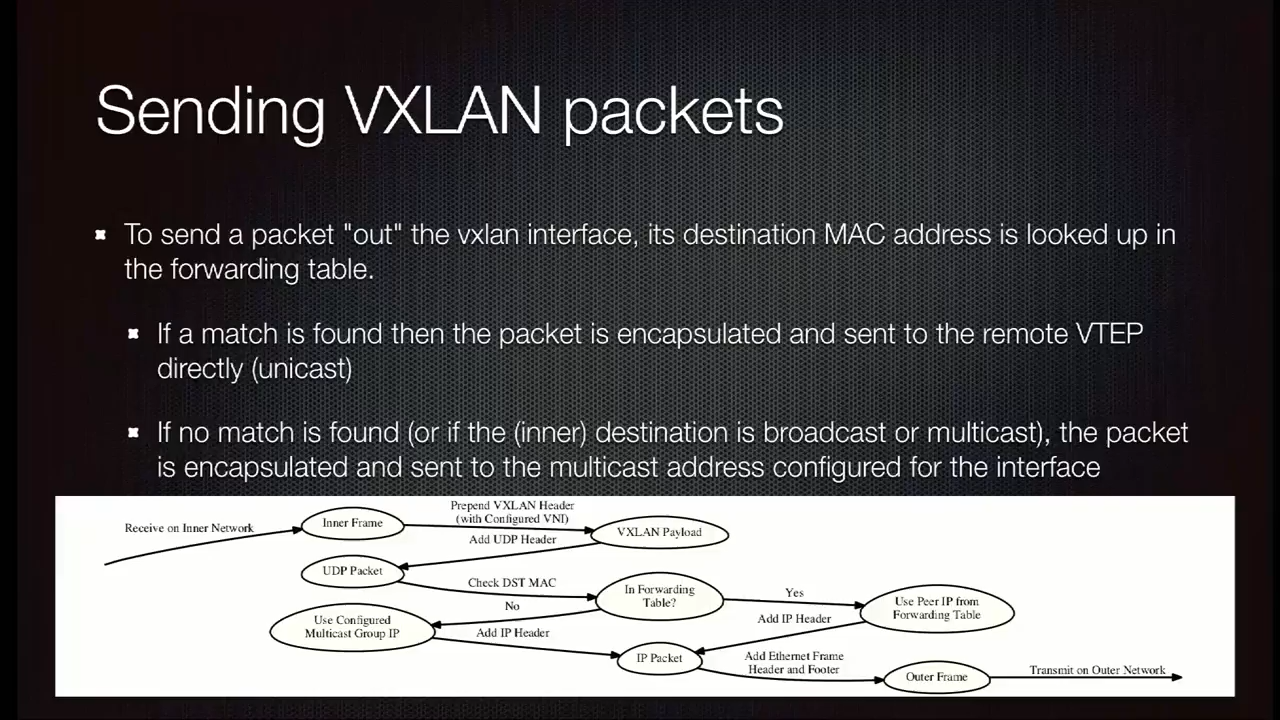 Sending VXLAN packets
To send a packet "out" the vxlan interface, its destination MAC address is looked up in
the forwarding table.
If a match is found then the packet is encapsulated and sent to the remote VTEP
directly (unicast)
If no match is found (or if the (inner) destination is broadcast or multicast), the packet
is encapsulated and sent to the multicast address configured for the interface
Receive on Inner Network
Inner Frame
Prepend VXLAN Header
(with Configured VNI)
VXLAN Payload
Add UDP Header
UDP Packet
Check DST MAC
In Forwarding
Table?
Yes
Use Peer IP from
Forwarding Table
No
Use Configured
Multicast Group IP
Add IP Header
Add IP Header
IP Packet
Add Ethernet Frame
Header and Footer
Outer Frame
Transmit on Outer Network